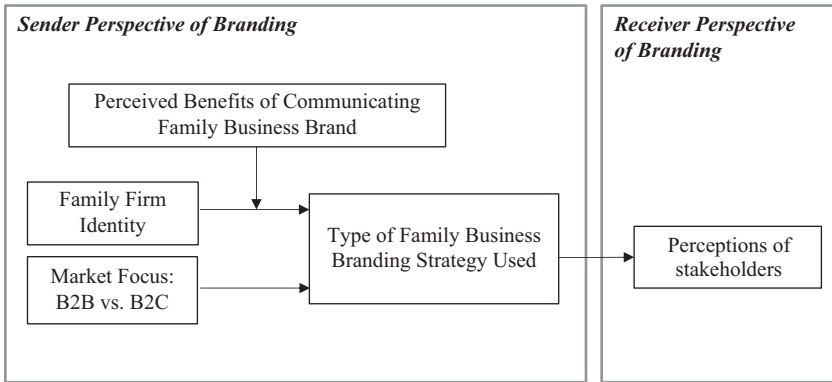 Sender Perspective of Branding
Receiver Perspective
of Branding
Perceived Benefits of Communicating
Family Business Brand
Family Firm
Identity
Market Focus:
B2B vs. B2C
Type of Family Business
Branding Strategy Used
Perceptions of
stakeholders